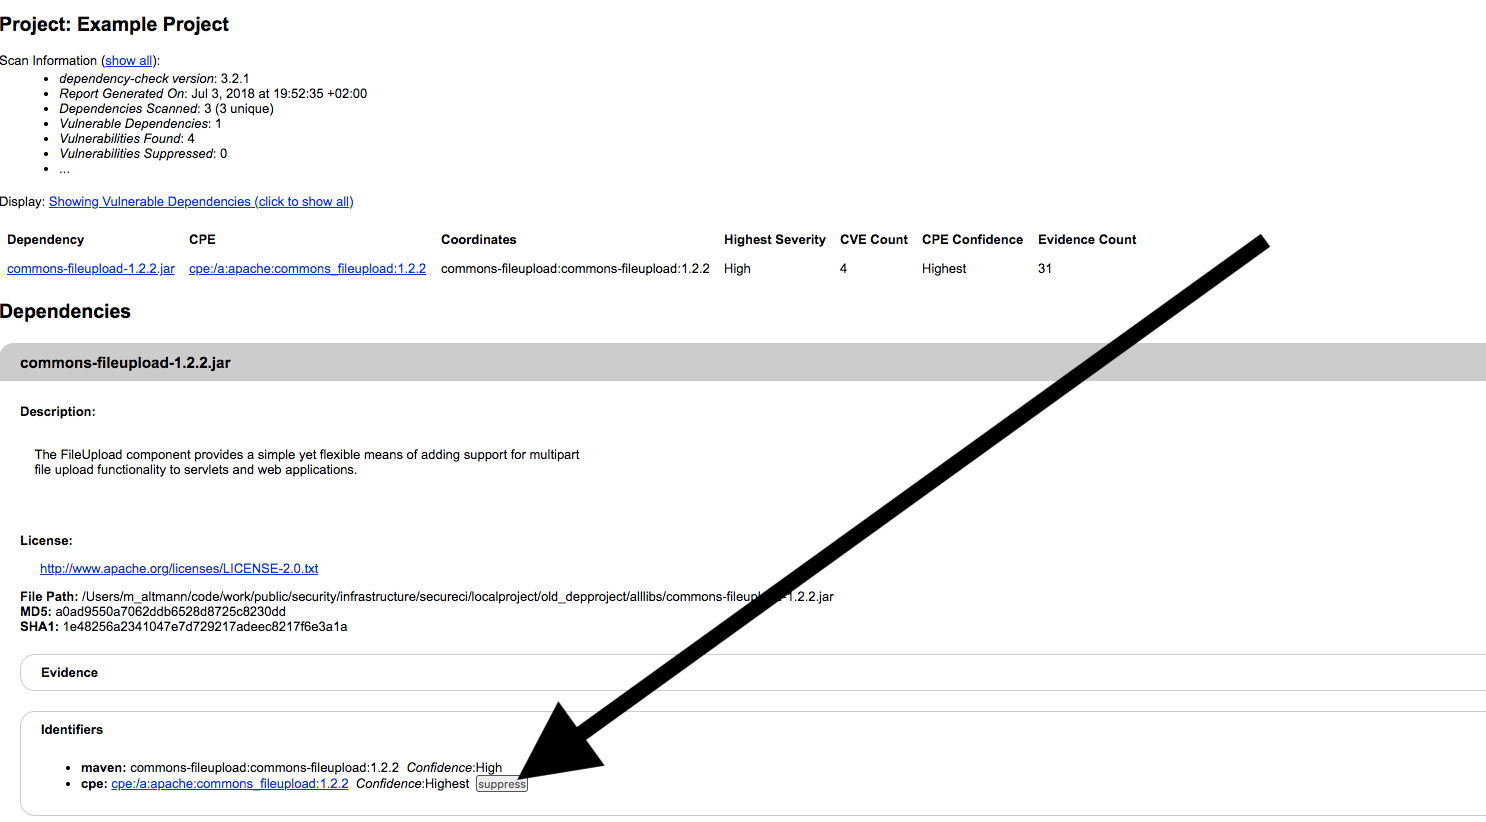 Project: Example Project
Scan Information (show all):
• dependency-check version: 3.2.1
• Report Generated On: Jul 3, 2018 at 19:52:35 +02:00
• Dependencies Scanned: 3 (3 unique)
• Vulnerable Dependencies: 1
• Vulnerabilities Found: 4
• Vulnerabilities Suppressed: 0
• ...
Display: Showing Vulnerable Dependencies (click to show all)
Dependency CPE Coordinates Highest Severity CVE Count CPE Confidence Evidence Count
commons-fileupload-1.2.2.jar cpe:/a:apache:commons_fileupload:1.2.2 commons-fileupload:commons-fileupload:1.2.2 High 4 Highest 31
Dependencies
commons-fileupload-1.2.2.jar
Description:
The FileUpload component provides a simple yet flexible means of adding support for multipart
file upload functionality to servlets and web applications.
License:
http://www.apache.org/licenses/LICENSE-2.0.txt
File Path: /Users/m_altmann/code/work/public/security/infrastructure/secureci/localproject/old_depproject/alllibs/commons-fileupload-1.2.2.jar
MD5: a0ad9550a7062ddb6528d8725c8230dd
SHA1: 1e48256a2341047e7d729217adeec8217f6e3a1a
Evidence
Identifiers
• maven: commons-fileupload:commons-fileupload:1.2.2 Confidence:High
• cpe: cpe:/a:apache:commons_fileupload:1.2.2 Confidence:Highest suppress